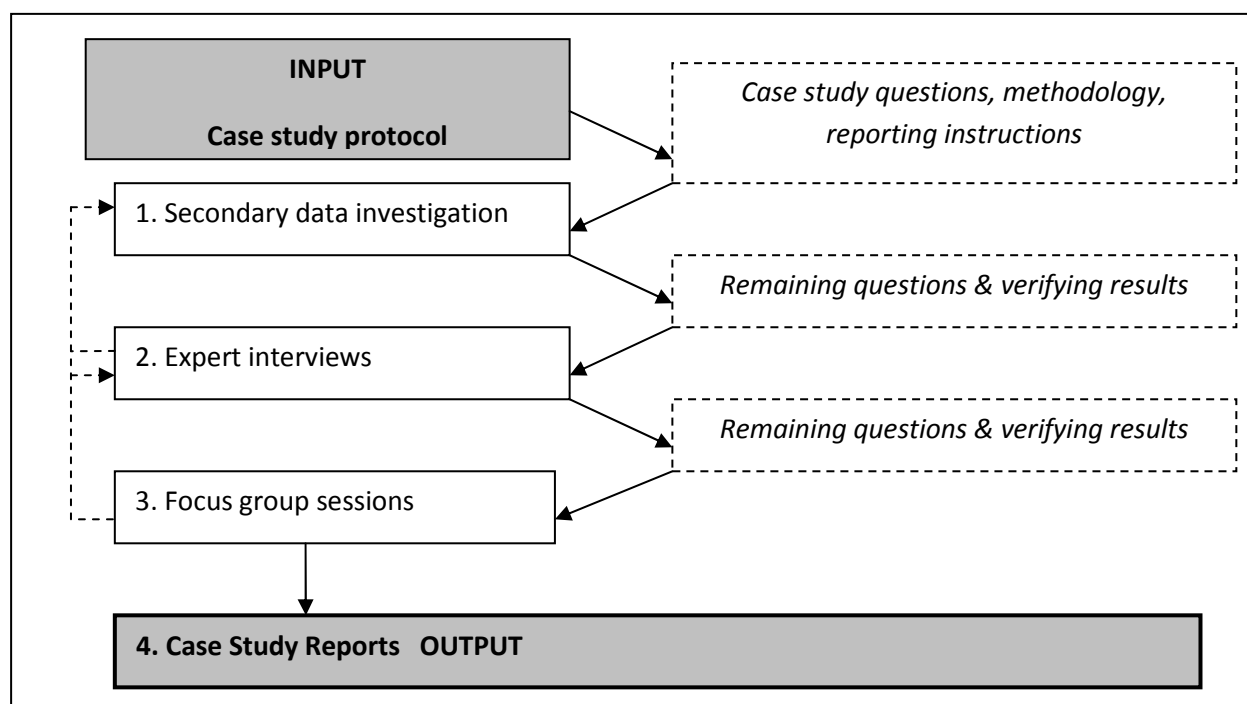 INPUT
Case study protocol
Case study questions, methodology,
reporting instructions
1. Secondary data investigation
Remaining questions & verifying results
2. Expert interviews
Remaining questions & verifying results
3. Focus group sessions
4. Case Study Reports OUTPUT